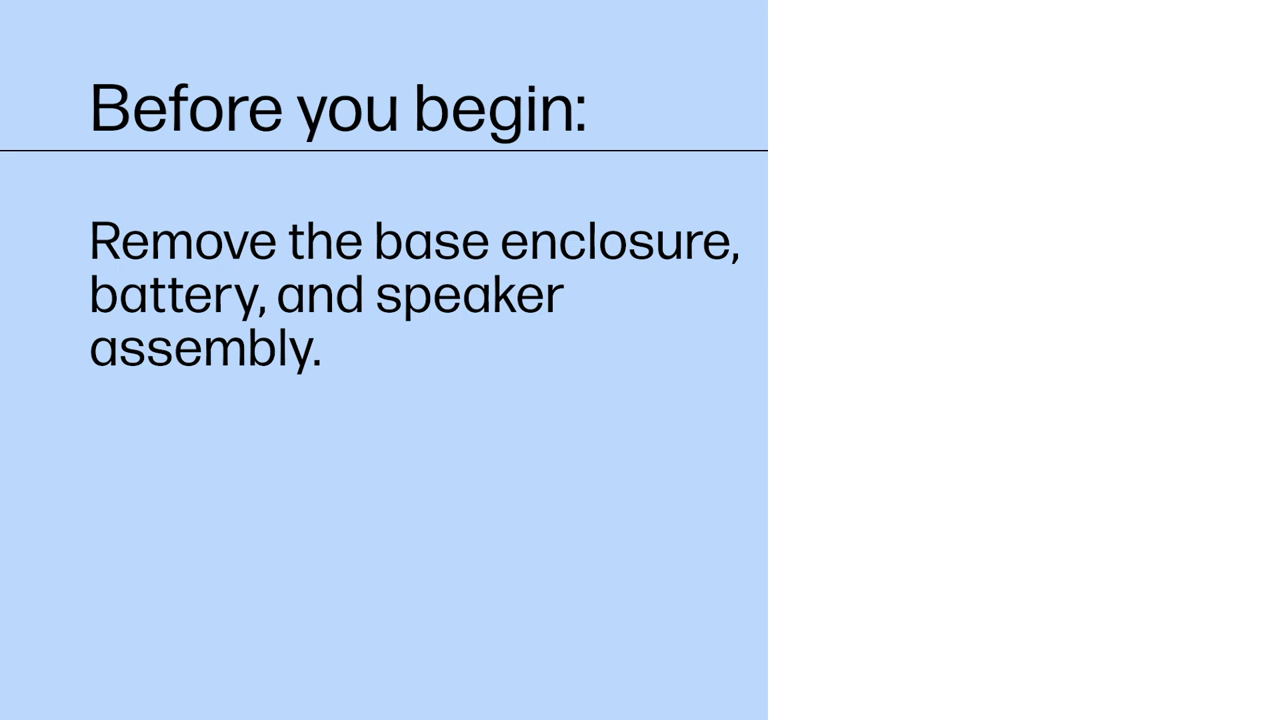 Before you begin:
Remove the base enclosure,
battery, and speaker
assembly.